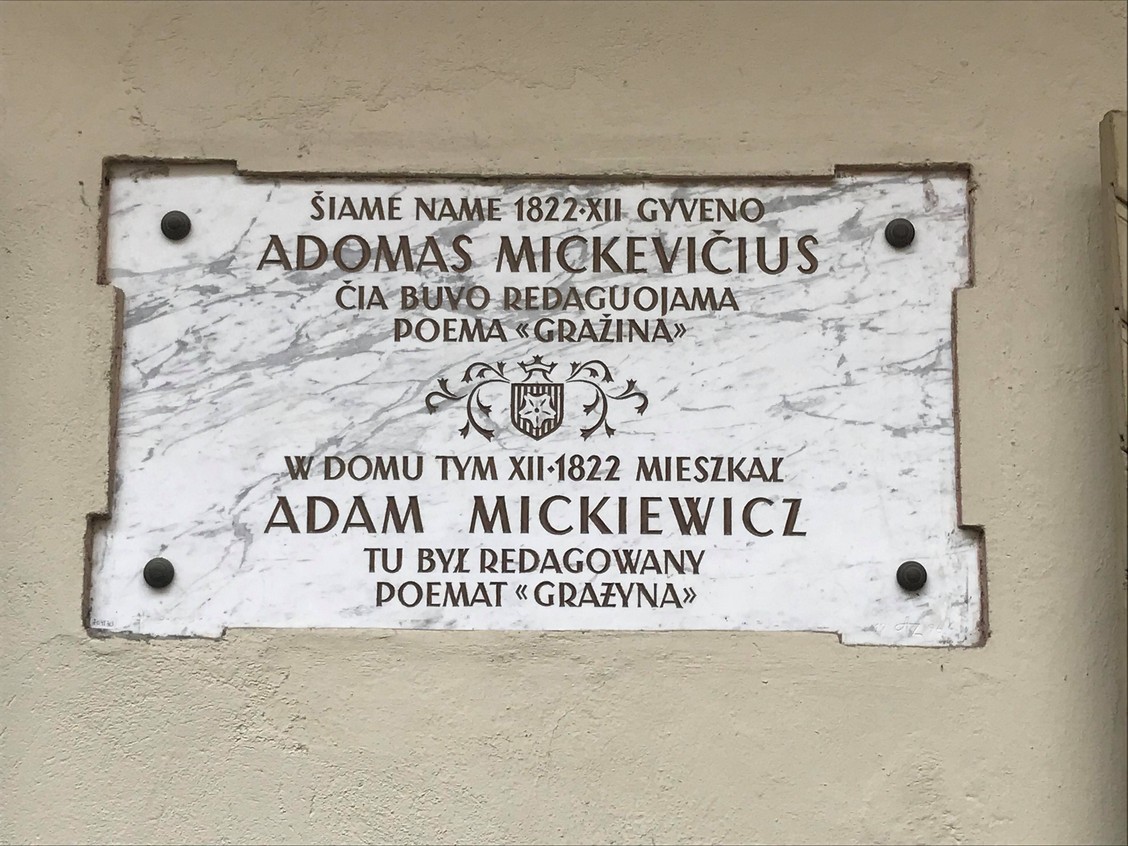 ŠIAME NAME 1822·XII GYVENO
ADOMAS MICKEVIČIUS
ČIA BUVO REDAGUOJAMA
POEMA «GRAŽINA»
W DOMU TYM XII·1822 MIESZKAŁ
ADAM MICKIEWICZ
TU BYŁ REDAGOWANY
POEMAT «GRAŻYNA»